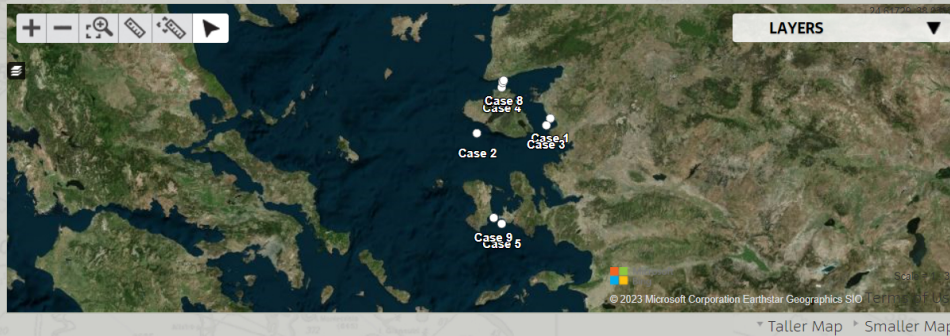 LAYERS
Case 8
Case 4
Case 1
Case 3
Case 2
Case 9
Case 5
© 2023 Microsoft Corporation Earthstar Geographics SIO
Taller Map
Smaller Map